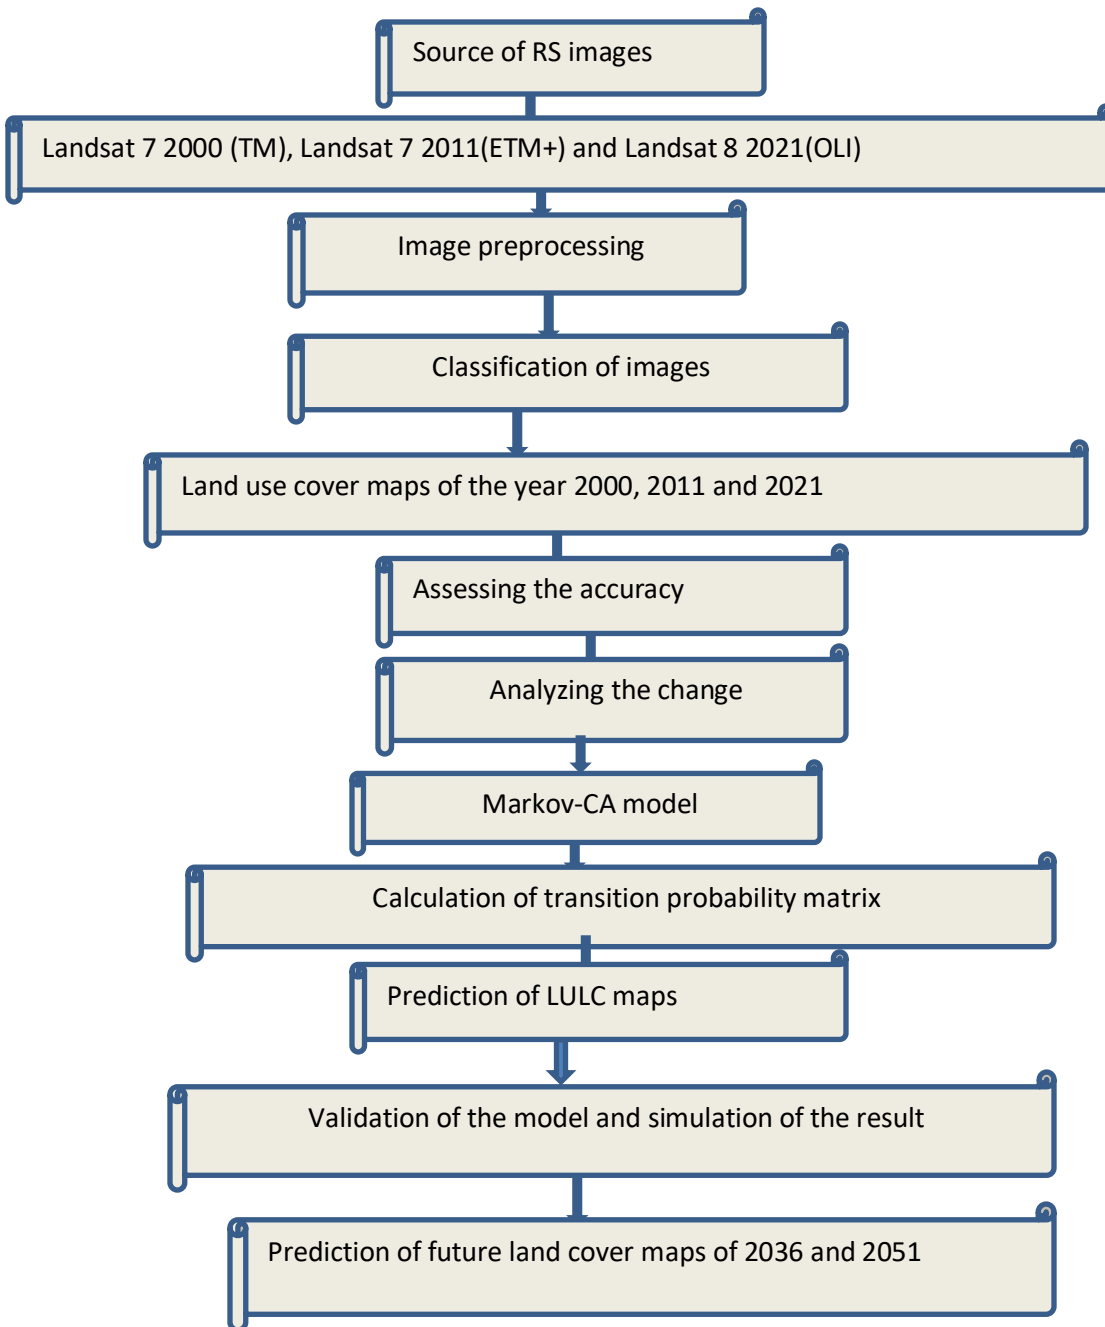 Source of RS images
Landsat 7 2000 (TM), Landsat 7 2011(ETM+) and Landsat 8 2021(OLI)
Image preprocessing
Classification of images
Land use cover maps of the year 2000, 2011 and 2021
Assessing the accuracy
Analyzing the change
Markov-CA model
Calculation of transition probability matrix
Prediction of LULC maps
Validation of the model and simulation of the result
Prediction of future land cover maps of 2036 and 2051